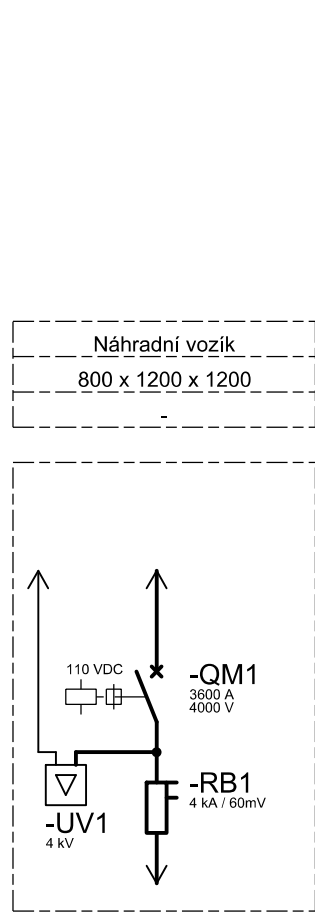 Náhradní vozík
800 x 1200 x 1200
-
110 VDC
-QM1
3600 A
4000 V
-RB1
4 kA / 60mV
-UV1
4 kV